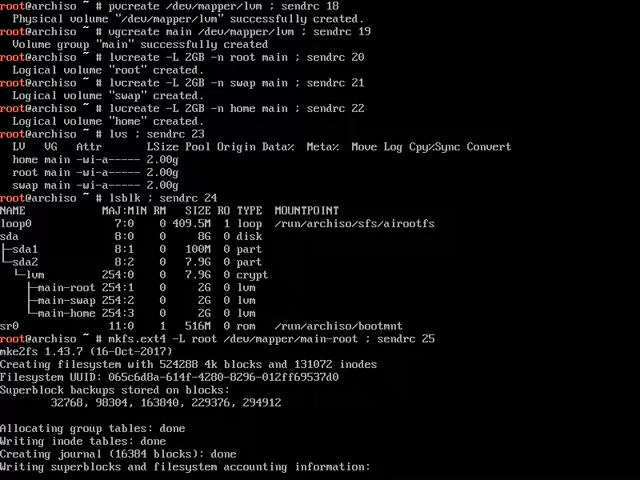 root@archiso ~ # pvcreate /dev/mapper/lvm ; sendrc 18
  Physical volume "/dev/mapper/lvm" successfully created.
root@archiso ~ # vgcreate main /dev/mapper/lvm ; sendrc 19
  Volume group "main" successfully created
root@archiso ~ # lvcreate -L 2GB -n root main ; sendrc 20
  Logical volume "root" created.
root@archiso ~ # lvcreate -L 2GB -n swap main ; sendrc 21
  Logical volume "swap" created.
root@archiso ~ # lvcreate -L 2GB -n home main ; sendrc 22
  Logical volume "home" created.
root@archiso ~ # lvs ; sendrc 23
  LV   VG   Attr       LSize Pool Origin Data%  Meta%  Move Log Cpy%Sync Convert
  home main -wi-a----- 2.00g
  root main -wi-a----- 2.00g
  swap main -wi-a----- 2.00g
root@archiso ~ # lsblk ; sendrc 24
NAME            MAJ:MIN RM   SIZE RO TYPE  MOUNTPOINT
loop0             7:0    0 409.5M  1 loop  /run/archiso/sfs/airootfs
sda               8:0    0     8G  0 disk
├─sda1            8:1    0   100M  0 part
└─sda2            8:2    0   7.9G  0 part
  └─lvm         254:0    0   7.9G  0 crypt
    ├─main-root 254:1    0     2G  0 lvm
    ├─main-swap 254:2    0     2G  0 lvm
    └─main-home 254:3    0     2G  0 lvm
sr0              11:0    1   516M  0 rom   /run/archiso/bootmnt
root@archiso ~ # mkfs.ext4 -L root /dev/mapper/main-root ; sendrc 25
mke2fs 1.43.7 (16-Oct-2017)
Creating filesystem with 524288 4k blocks and 131072 inodes
Filesystem UUID: 065c6d8a-614f-4280-8296-012ff69537d0
Superblock backups stored on blocks:
        32768, 98304, 163840, 229376, 294912
Allocating group tables: done
Writing inode tables: done
Creating journal (16384 blocks): done
Writing superblocks and filesystem accounting information: